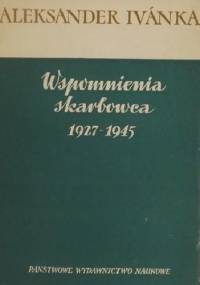 ALEKSANDER IVÁNKA
Wspomnienia
skarbowca
1927-1945
PAŃSTWOWE WYDAWNICTWO NAUKOWE